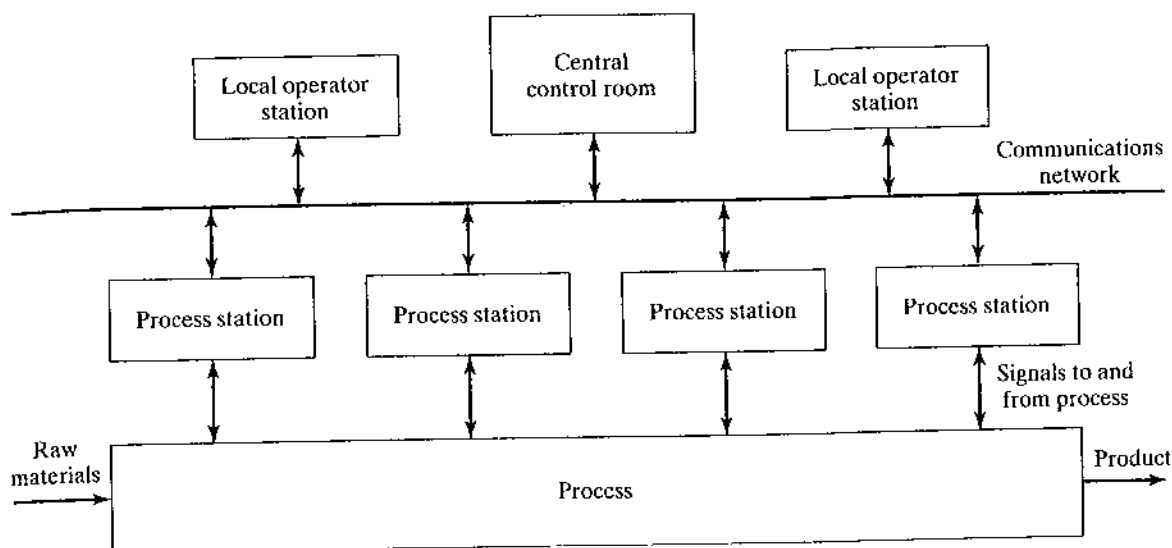 Local operator
station
Central
control room
Local operator
station
Communications
network
Process station
Process station
Process station
Process station
Signals to and
from process
Raw
materials
Process
Product